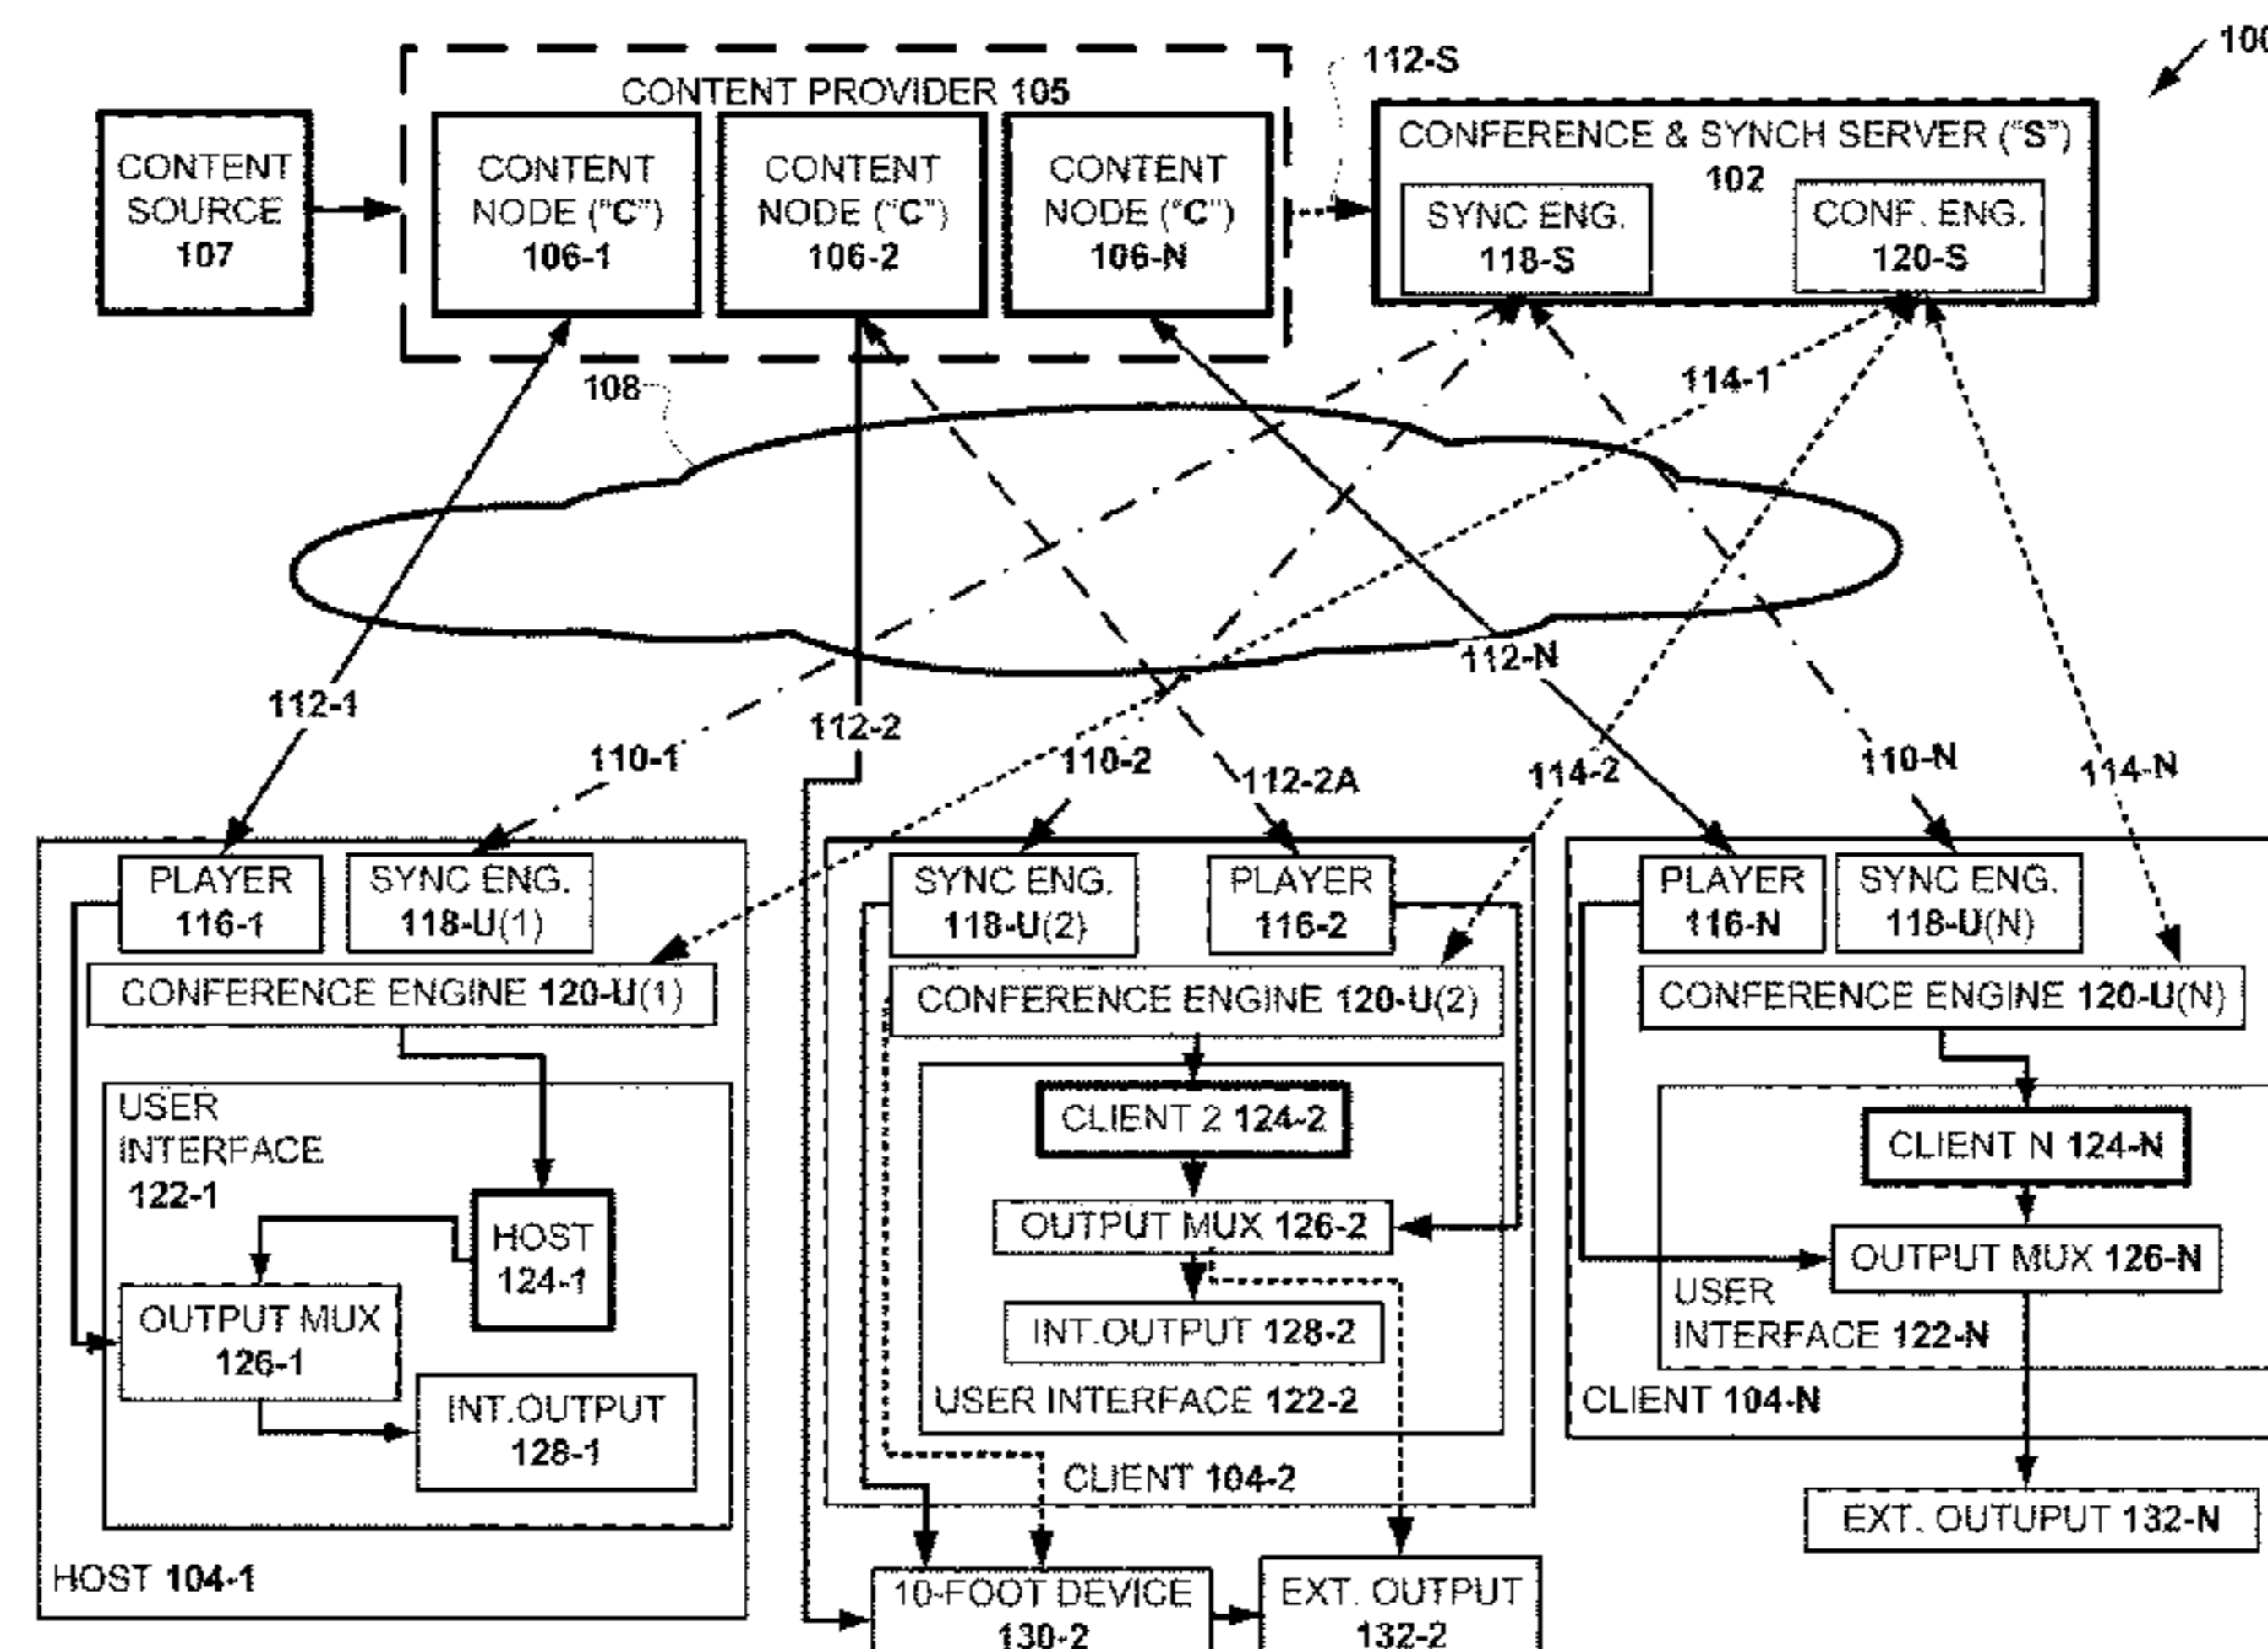 100
112-S
CONTENT PROVIDER 105
CONTENT
SOURCE
107
CONTENT
NODE ("C")
106-1
CONTENT
NODE ("C")
106-2
CONTENT
NODE ("C")
106-N
CONFERENCE & SYNCH SERVER ("S")
102
SYNC ENG.
118-S
CONF. ENG.
120-S
108
114-1
112-N
112-1
112-2
110-1
110-2
112-2A
114-2
110-N
114-N
PLAYER
116-1
SYNC ENG.
118-U(1)
CONFERENCE ENGINE 120-U(1)
USER
INTERFACE
122-1
HOST
124-1
OUTPUT MUX
126-1
INT.OUTPUT
128-1
HOST 104-1
SYNC ENG.
118-U(2)
PLAYER
116-2
CONFERENCE ENGINE 120-U(2)
CLIENT 2 124-2
OUTPUT MUX 126-2
INT.OUTPUT 128-2
USER INTERFACE 122-2
CLIENT 104-2
10-FOOT DEVICE
130-2
EXT. OUTPUT
132-2
PLAYER
116-N
SYNC ENG.
118-U(N)
CONFERENCE ENGINE 120-U(N)
CLIENT N 124-N
OUTPUT MUX 126-N
USER
INTERFACE 122-N
CLIENT 104-N
EXT. OUTUPUT 132-N